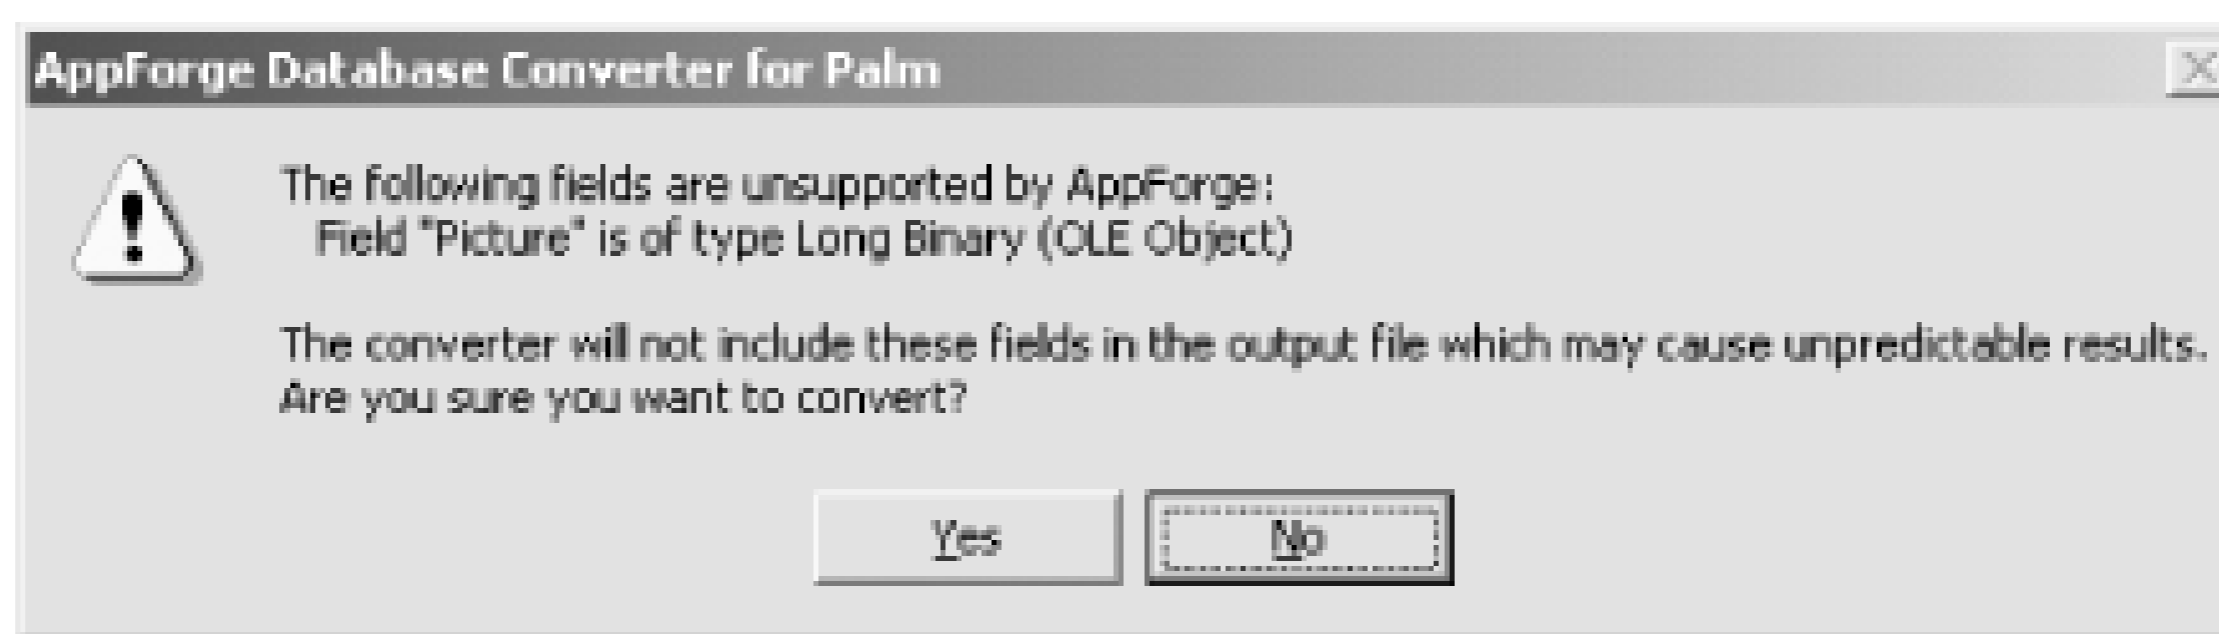 AppForge Database Converter for Palm
The following fields are unsupported by AppForge:
Field "Picture" is of type Long Binary (OLE Object)
The converter will not include these fields in the output file which may cause unpredictable results.
Are you sure you want to convert?
Yes No